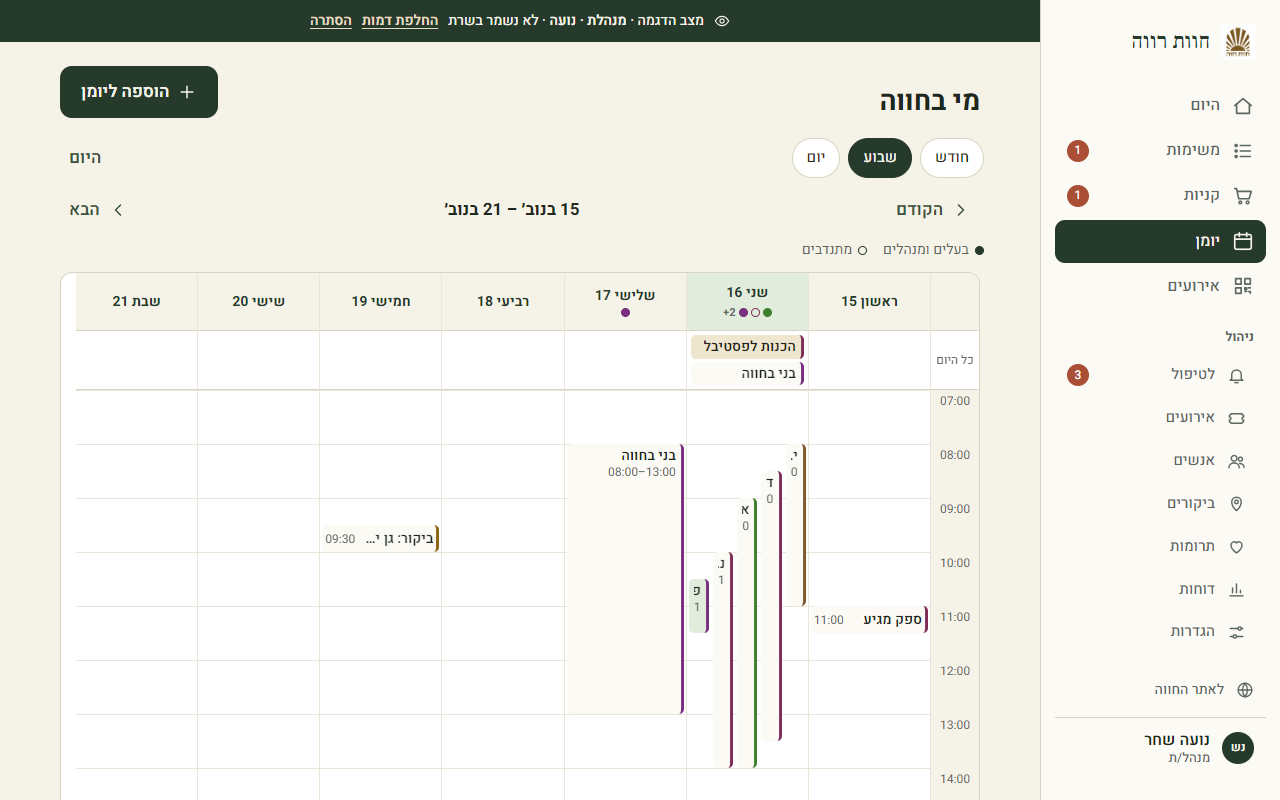 מצב הדגמה · מנהלת · נועה · לא נשמר בשרת החלפת דמות הסתרה
חוות רווה
היום
משימות 1
קניות 1
יומן
אירועים
ניהול
לטיפול 3
אירועים
אנשים
ביקורים
תרומות
דוחות
הגדרות
לאתר החווה
נש נועה שחר
מנהל/ת
מי בחווה
הוספה ליומן
חודש שבוע יום
היום
הקודם 15 בנוב׳ – 21 בנוב׳ הבא
בעלים ומנהלים מתנדבים
ראשון 15 שני 16 שלישי 17 רביעי 18 חמישי 19 שישי 20 שבת 21
+2
כל היום
הכנות לפסטיבל
בני בחווה
07:00
08:00
09:00
10:00
11:00
12:00
13:00
14:00
ספק מגיע 11:00
י.
0
ד
0
א
0
נ.
1
פ
1
בני בחווה
08:00–13:00
ביקור: גן י... 09:30